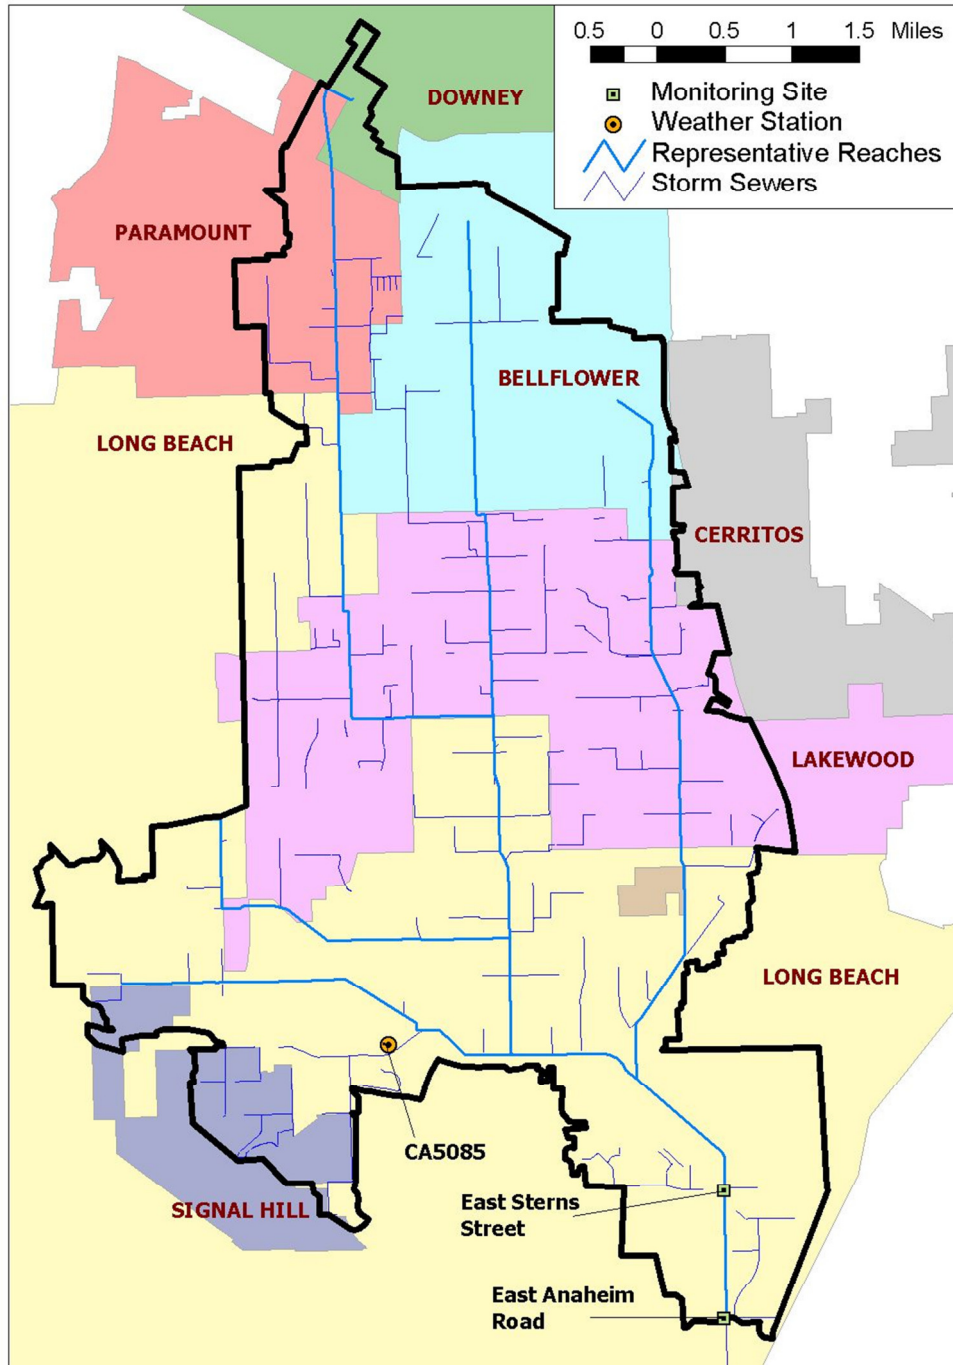 0.5 0 0.5 1 1.5 Miles
Monitoring Site
Weather Station
Representative Reaches
Storm Sewers
DOWNEY
PARAMOUNT
BELLFLOWER
LONG BEACH
CERRITOS
LAKEWOOD
LONG BEACH
CA5085
SIGNAL HILL
East Sterns
Street
East Anaheim
Road